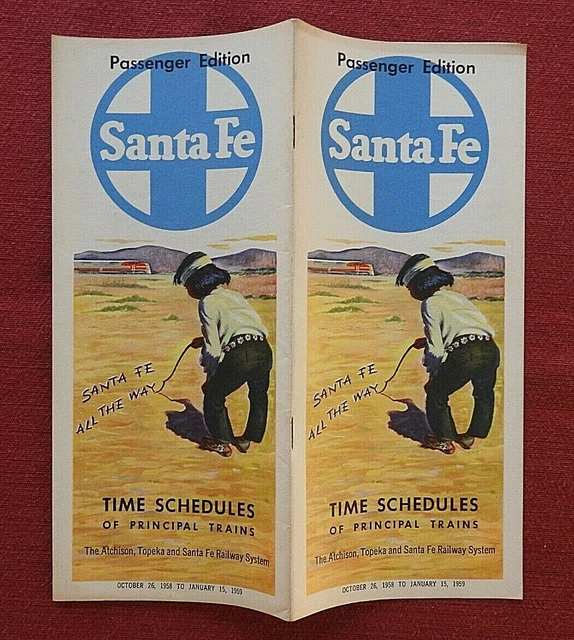 Passenger Edition
Santa Fe
SANTA FE
ALL THE WAY
TIME SCHEDULES
OF PRINCIPAL TRAINS
The Atchison, Topeka and Santa Fe Railway System
OCTOBER 26, 1958 TO JANUARY 15, 1959
Passenger Edition
Santa Fe
SANTA FE
ALL THE WAY
TIME SCHEDULES
OF PRINCIPAL TRAINS
The Atchison, Topeka and Santa Fe Railway System
OCTOBER 26, 1958 TO JANUARY 15, 1959